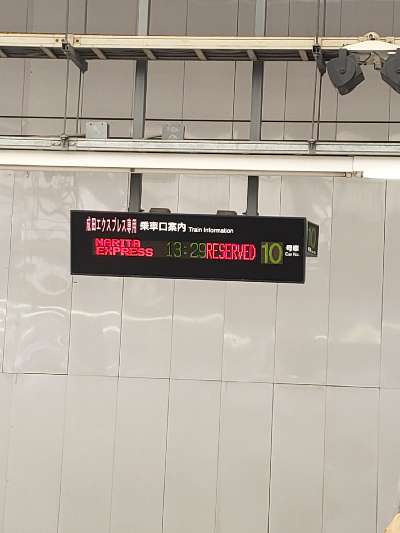 成田エクスプレス専用 乗車口案内 Train Information
NARITA EXPRESS 13:29 RESERVED 10 号車 Car No.
10